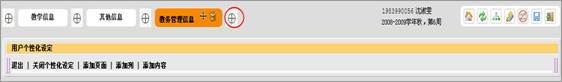 教学信息 其他信息 教务管理信息
1983990056 沈淑雯
2008-2009学年秋，第6周
用户个性化设定
退出 | 关闭个性化设定 | 添加页面 | 添加列 | 添加内容